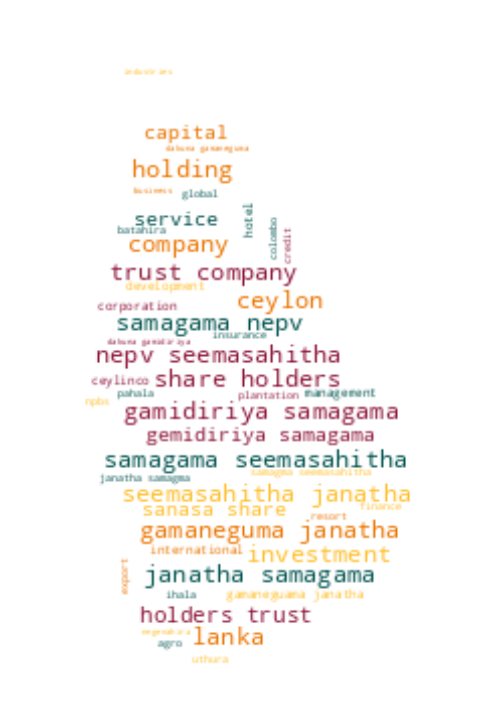 industries
capital
dakuna gamaneguma
holding
business
global
service
hotel
batahira
colombo
credit
company
trust company
development
ceylon
corporation
samagama nepv
insurance
dakuna gamidiriya
nepv seemasahitha
ceylinco
share holders
pahala
plantation
management
npbs
gamidiriya samagama
gemidiriya samagama
samagama seemasahitha
samagma seemasahitha
janatha samagma
seemasahitha janatha
finance
sanasa share
resort
gamaneguma janatha
international
investment
export
janatha samagama
ihala
gamaneguama janatha
holders trust
lanka
agro
uthura